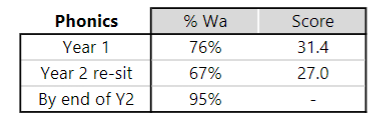 Phonics % Wa Score
Year 1 76% 31.4
Year 2 re-sit 67% 27.0
By end of Y2 95% -